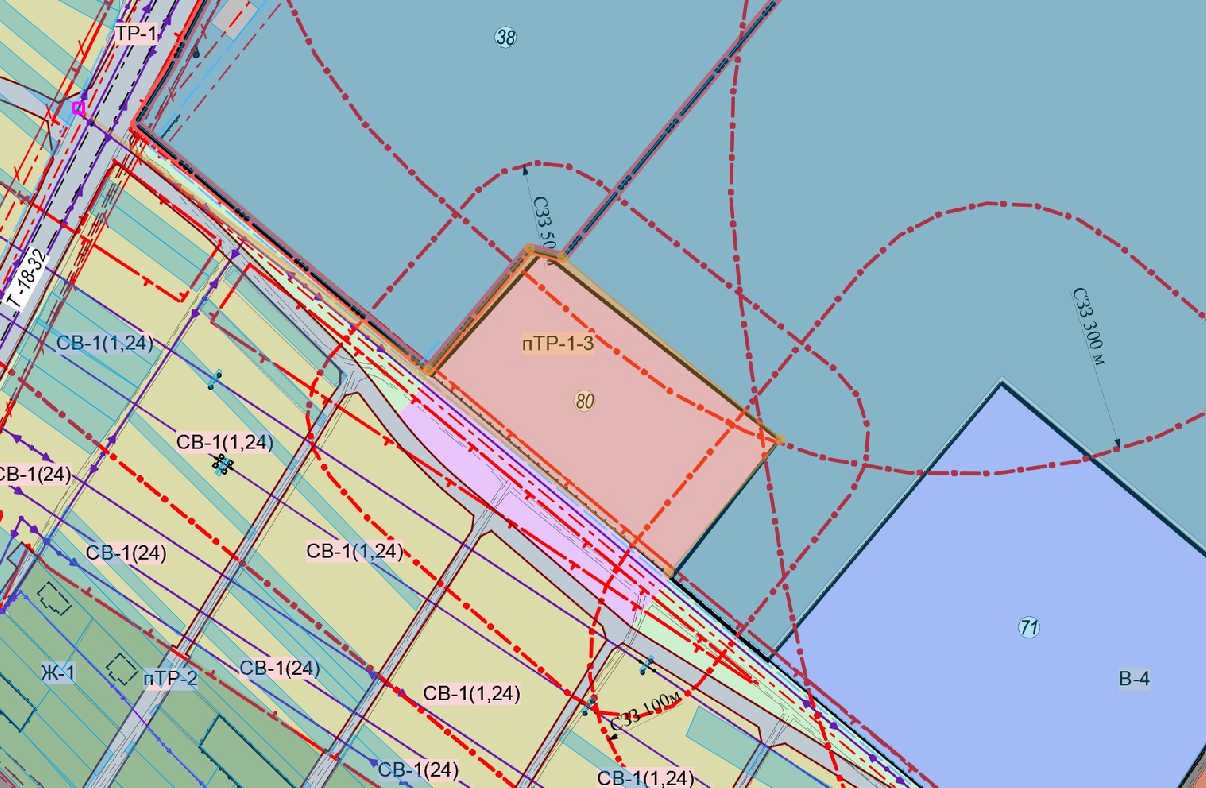 ТР-1
38
СЗЗ 50
Т -18-32
СЗЗ 300 м
СВ-1(1,24)
пТР-1-3
80
СВ-1(1,24)
СВ-1(24)
СВ-1(24)
СВ-1(1,24)
71
Ж-1
пТР-2
СВ-1(24)
В-4
СВ-1(1,24)
СЗЗ 100м
СВ-1(24)
СВ-1(1,24)